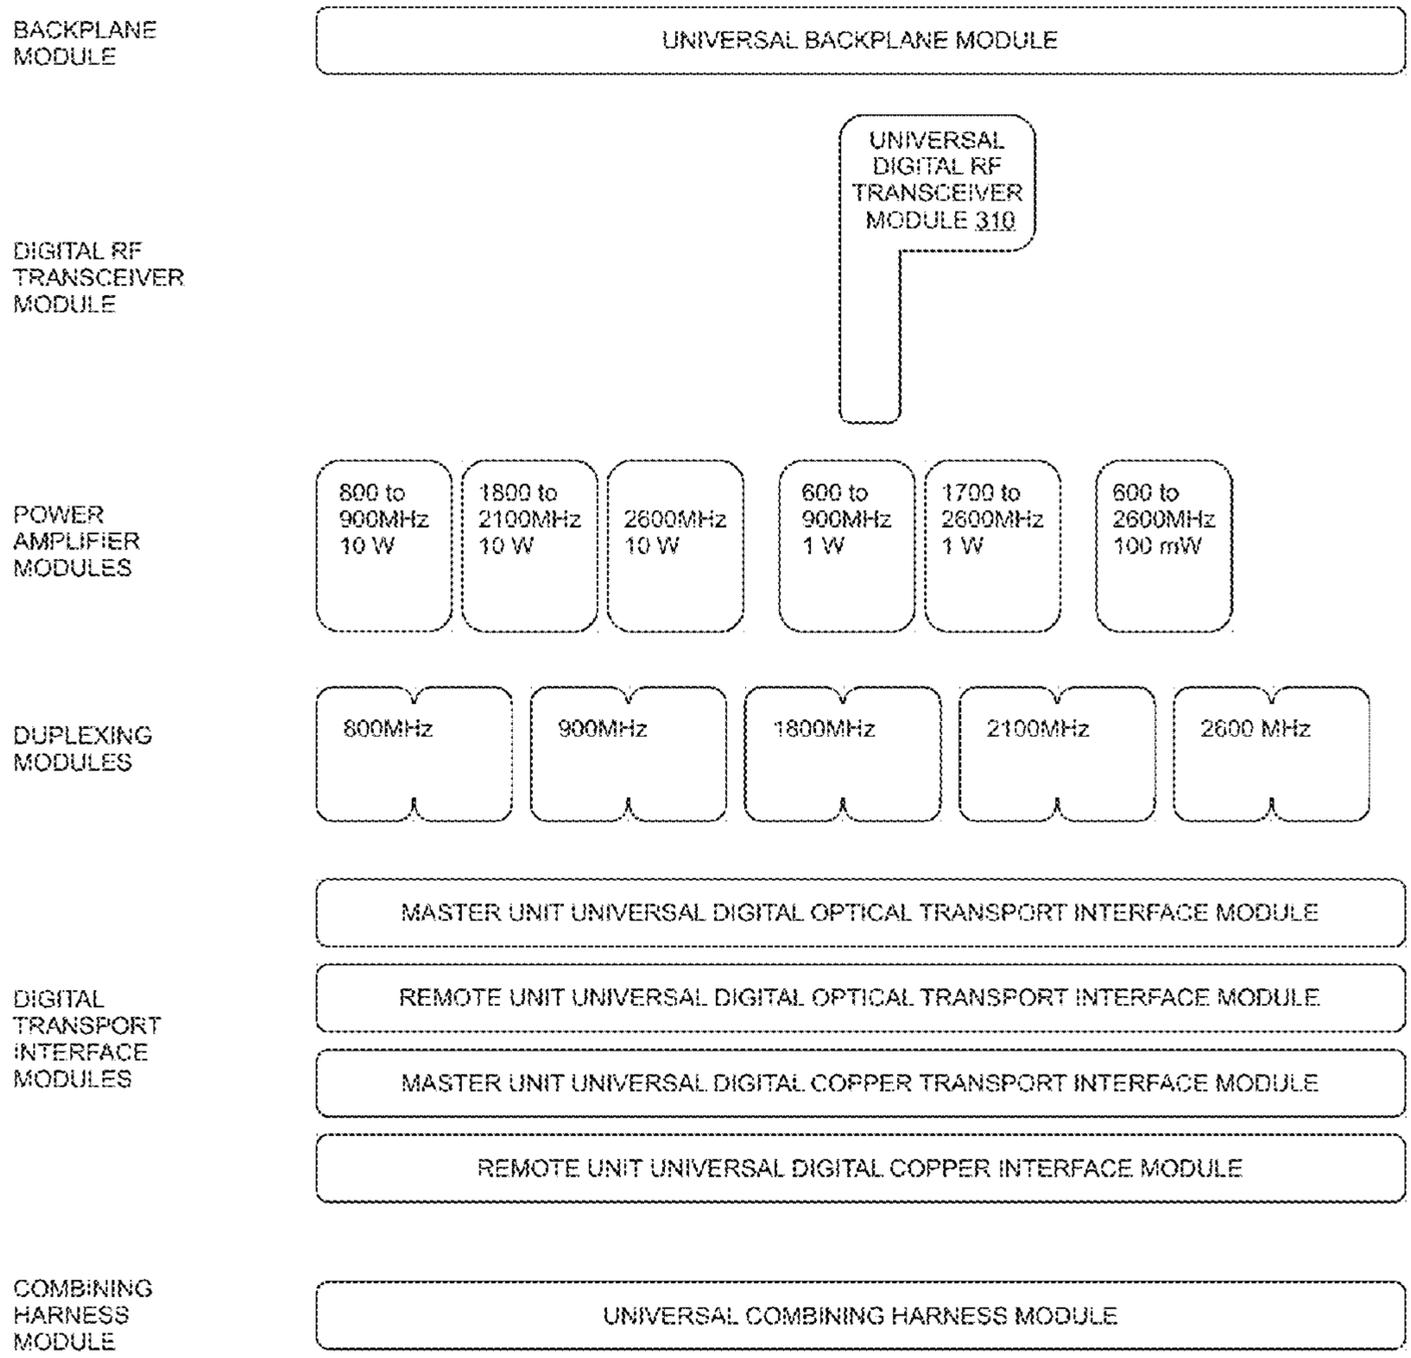 BACKPLANE
MODULE
UNIVERSAL BACKPLANE MODULE
DIGITAL RF
TRANSCEIVER
MODULE
UNIVERSAL
DIGITAL RF
TRANSCEIVER
MODULE 310
POWER
AMPLIFIER
MODULES
800 to
900MHz
10 W
1800 to
2100MHz
10 W
2600MHz
10 W
600 to
900MHz
1 W
1700 to
2600MHz
1 W
600 to
2600MHz
100 mW
DUPLEXING
MODULES
800MHz
900MHz
1800MHz
2100MHz
2600 MHz
DIGITAL
TRANSPORT
INTERFACE
MODULES
MASTER UNIT UNIVERSAL DIGITAL OPTICAL TRANSPORT INTERFACE MODULE
REMOTE UNIT UNIVERSAL DIGITAL OPTICAL TRANSPORT INTERFACE MODULE
MASTER UNIT UNIVERSAL DIGITAL COPPER TRANSPORT INTERFACE MODULE
REMOTE UNIT UNIVERSAL DIGITAL COPPER INTERFACE MODULE
COMBINING
HARNESS
MODULE
UNIVERSAL COMBINING HARNESS MODULE